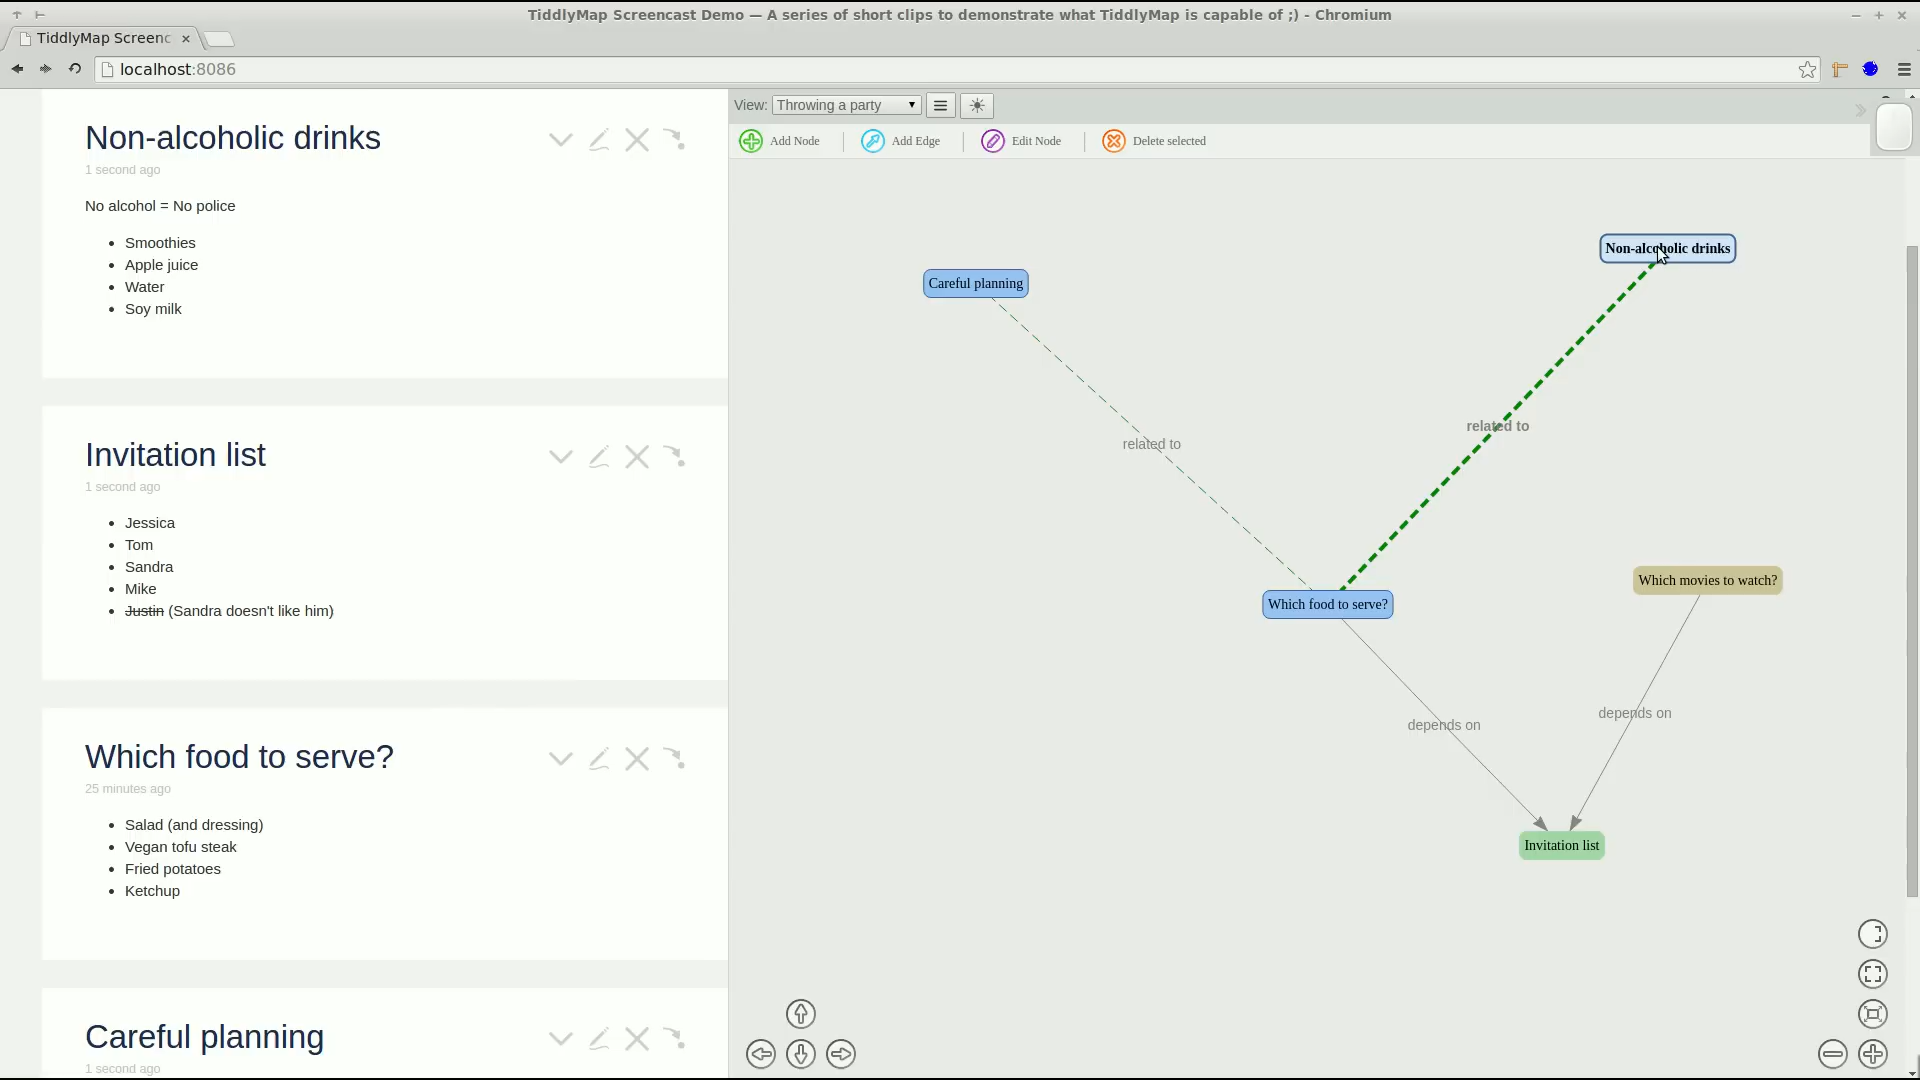 TiddlyMap Screencast Demo — A series of short clips to demonstrate what TiddlyMap is capable of ;) - Chromium
TiddlyMap Screenc
localhost:8086
Non-alcoholic drinks
1 second ago
No alcohol = No police
• Smoothies
• Apple juice
• Water
• Soy milk
Invitation list
1 second ago
• Jessica
• Tom
• Sandra
• Mike
• Justin (Sandra doesn't like him)
Which food to serve?
25 minutes ago
• Salad (and dressing)
• Vegan tofu steak
• Fried potatoes
• Ketchup
Careful planning
1 second ago
View: Throwing a party
Add Node Add Edge Edit Node Delete selected
Non-alcoholic drinks
Careful planning
related to
related to
Which movies to watch?
Which food to serve?
depends on
depends on
Invitation list